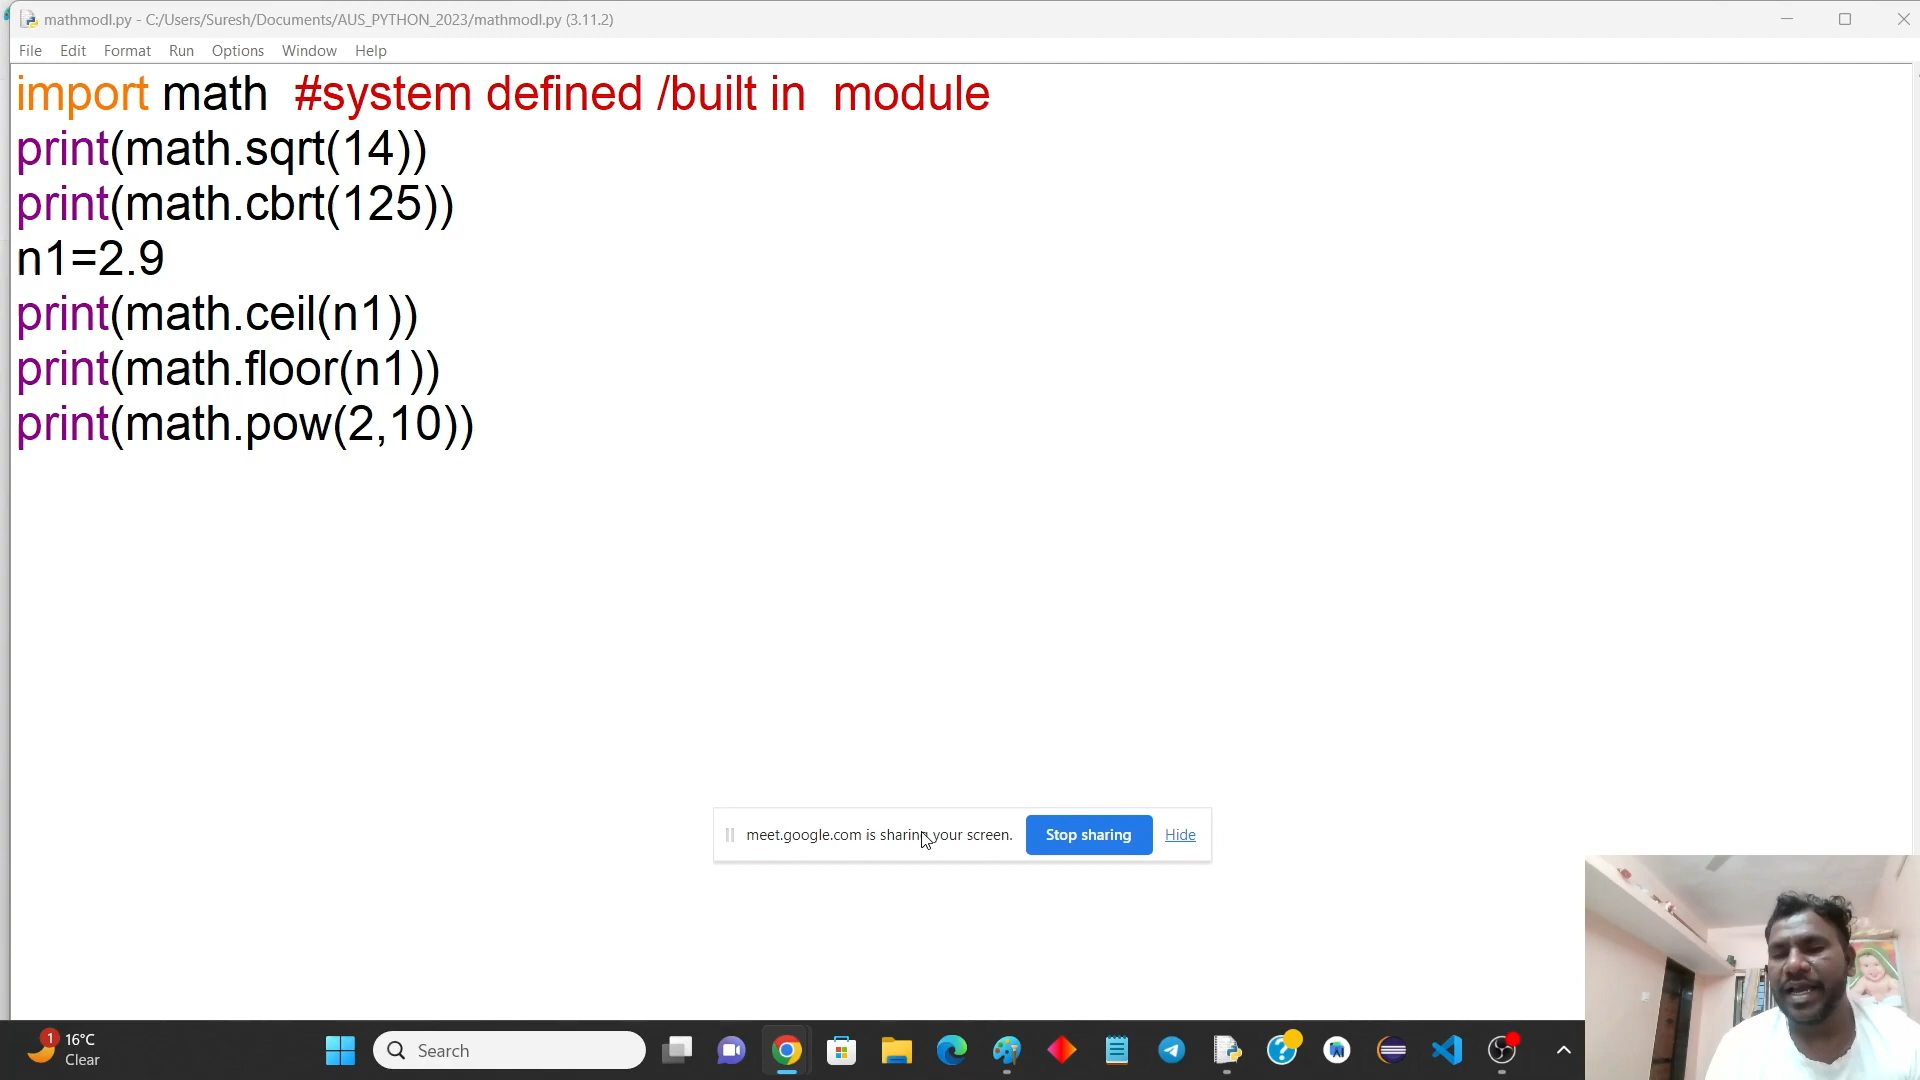 mathmodl.py - C:/Users/Suresh/Documents/AUS_PYTHON_2023/mathmodl.py (3.11.2)
File Edit Format Run Options Window Help
import math  #system defined /built in  module
print(math.sqrt(14))
print(math.cbrt(125))
n1=2.9
print(math.ceil(n1))
print(math.floor(n1))
print(math.pow(2,10))
meet.google.com is sharing your screen. Stop sharing Hide
1 16°C
Clear
Search